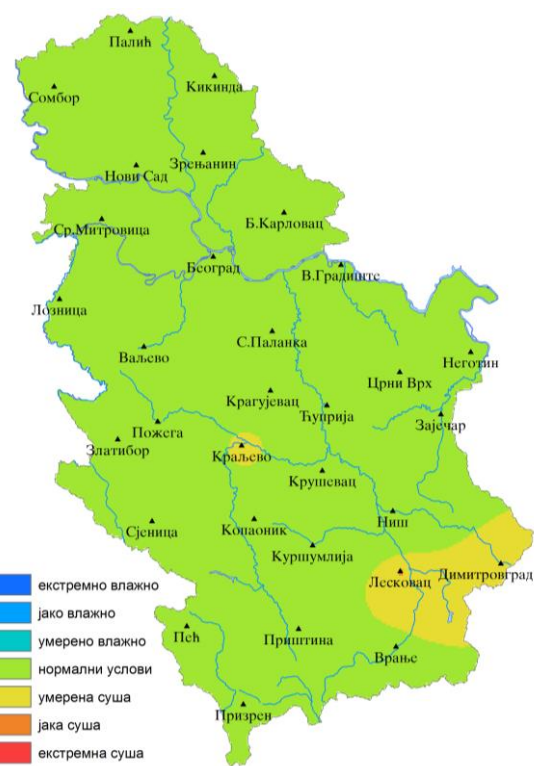 Палић
Кикинда
Сомбор
Зрењанин
Нови Сад
Б.Карловац
Ср.Митровица
Београд
В.Градиште
Лозница
С.Паланка
Ваљево
Неготин
Црни Врх
Крагујевац
Ћуприја
Зајечар
Пожега
Златибор
Краљево
Крушевац
Ниш
Сјеница
Копаоник
Куршумлија
Лесковац
Димитровград
Пећ
Приштина
Врање
Призрен
екстремно влажно
јако влажно
умерено влажно
нормални услови
умерена суша
јака суша
екстремна суша